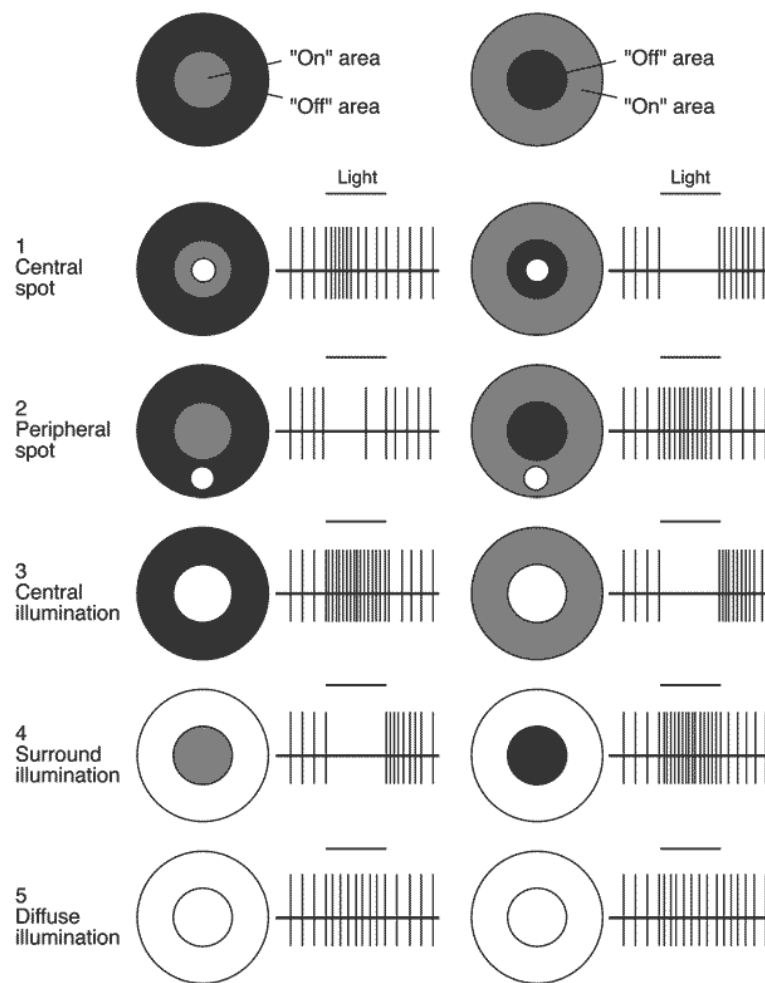 "On" area
"Off" area
"Off" area
"On" area
Light
Light
1
Central
spot
2
Peripheral
spot
3
Central
illumination
4
Surround
illumination
5
Diffuse
illumination